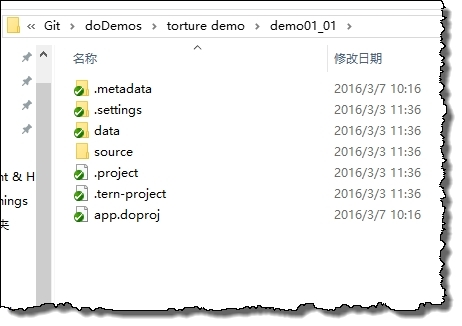 « Git › doDemos › torture demo › demo01_01 ›
名称 修改日期
.metadata 2016/3/7 10:16
.settings 2016/3/3 11:36
data 2016/3/3 11:36
source 2016/3/3 11:36
.project 2016/3/3 11:36
.tern-project 2016/3/3 11:36
app.doproj 2016/3/7 10:16
nt & H
nings
夹